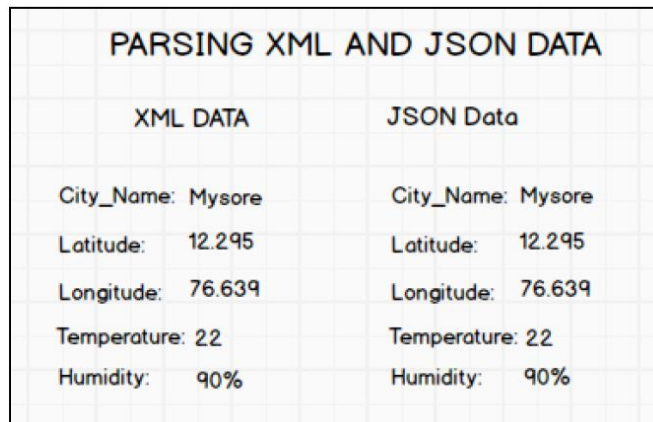 PARSING XML AND JSON DATA
XML DATA
City_Name: Mysore
Latitude: 12.295
Longitude: 76.639
Temperature: 22
Humidity: 90%
JSON Data
City_Name: Mysore
Latitude: 12.295
Longitude: 76.639
Temperature: 22
Humidity: 90%